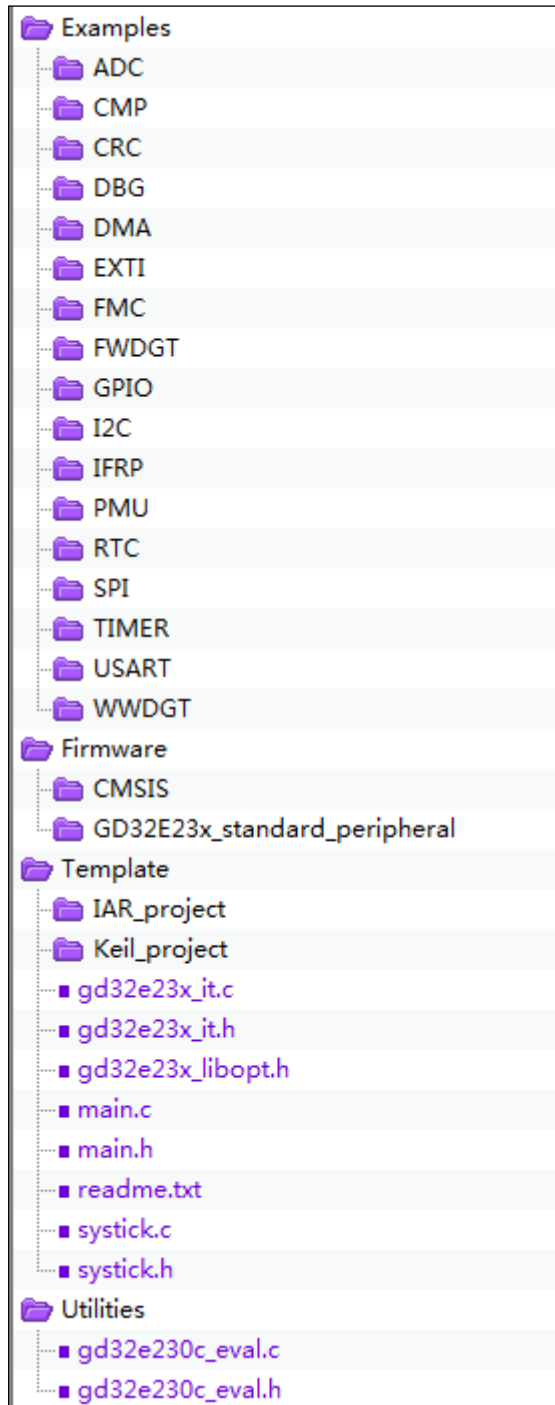 Examples
ADC
CMP
CRC
DBG
DMA
EXTI
FMC
FWDGT
GPIO
I2C
IFRP
PMU
RTC
SPI
TIMER
USART
WWDGT
Firmware
CMSIS
GD32E23x_standard_peripheral
Template
IAR_project
Keil_project
gd32e23x_it.c
gd32e23x_it.h
gd32e23x_libopt.h
main.c
main.h
readme.txt
systick.c
systick.h
Utilities
gd32e230c_eval.c
gd32e230c_eval.h